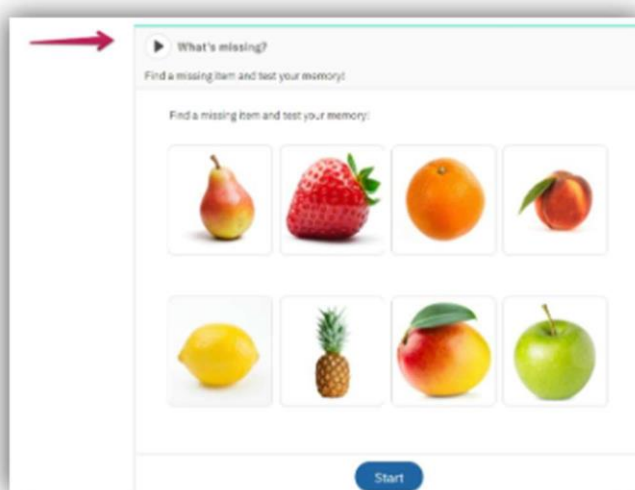 What's missing?
Find a missing item and test your memory!
Find a missing item and test your memory!
Start